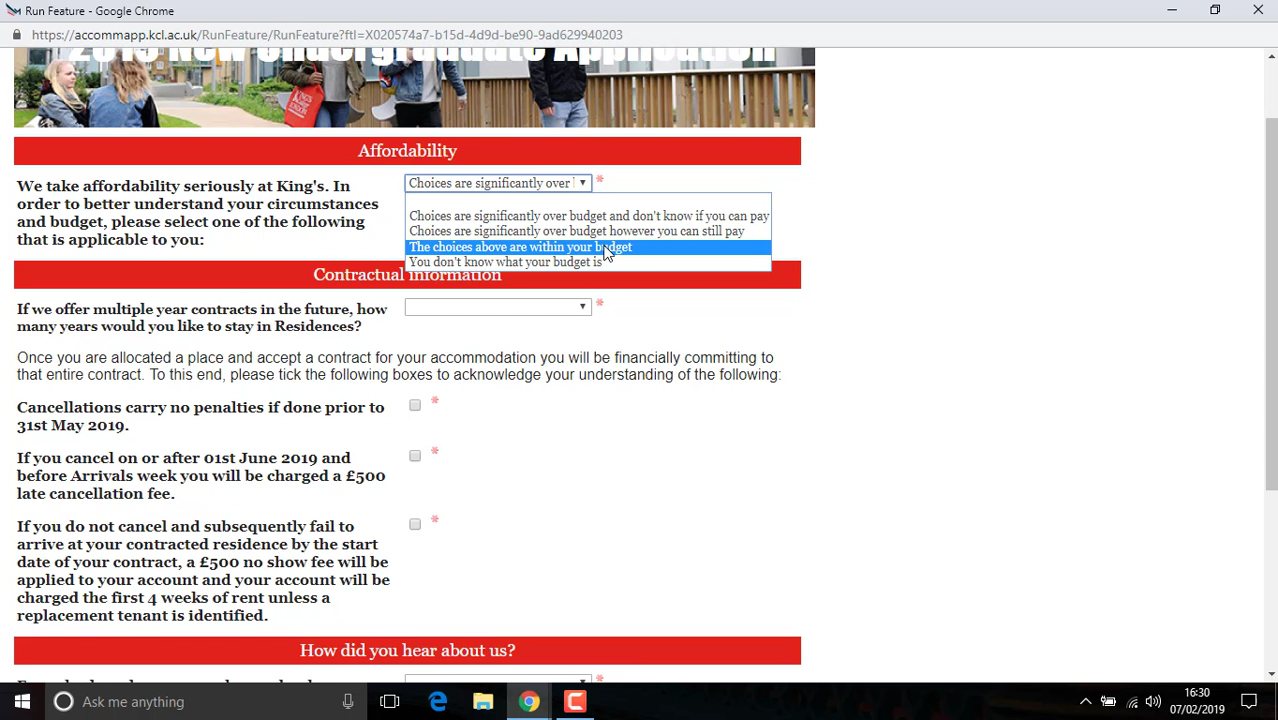 Run Feature - Google Chrome
https://accommapp.kcl.ac.uk/RunFeature/RunFeature?ftl=X020574a7-b15d-4d9d-be90-9ad629940203
2019 New Undergraduate Application
KING'S
Affordability
We take affordability seriously at King's. In
order to better understand your circumstances
and budget, please select one of the following
that is applicable to you:
Choices are significantly over
*
Choices are significantly over budget and don't know if you can pay
Choices are significantly over budget however you can still pay
The choices above are within your budget
You don't know what your budget is
Contractual information
If we offer multiple year contracts in the future, how
many years would you like to stay in Residences?
*
Once you are allocated a place and accept a contract for your accommodation you will be financially committing to
that entire contract. To this end, please tick the following boxes to acknowledge your understanding of the following:
Cancellations carry no penalties if done prior to
31st May 2019.
*
If you cancel on or after 01st June 2019 and
before Arrivals week you will be charged a £500
late cancellation fee.
*
If you do not cancel and subsequently fail to
arrive at your contracted residence by the start
date of your contract, a £500 no show fee will be
applied to your account and your account will be
charged the first 4 weeks of rent unless a
replacement tenant is identified.
*
How did you hear about us?
*
Ask me anything
16:30
07/02/2019